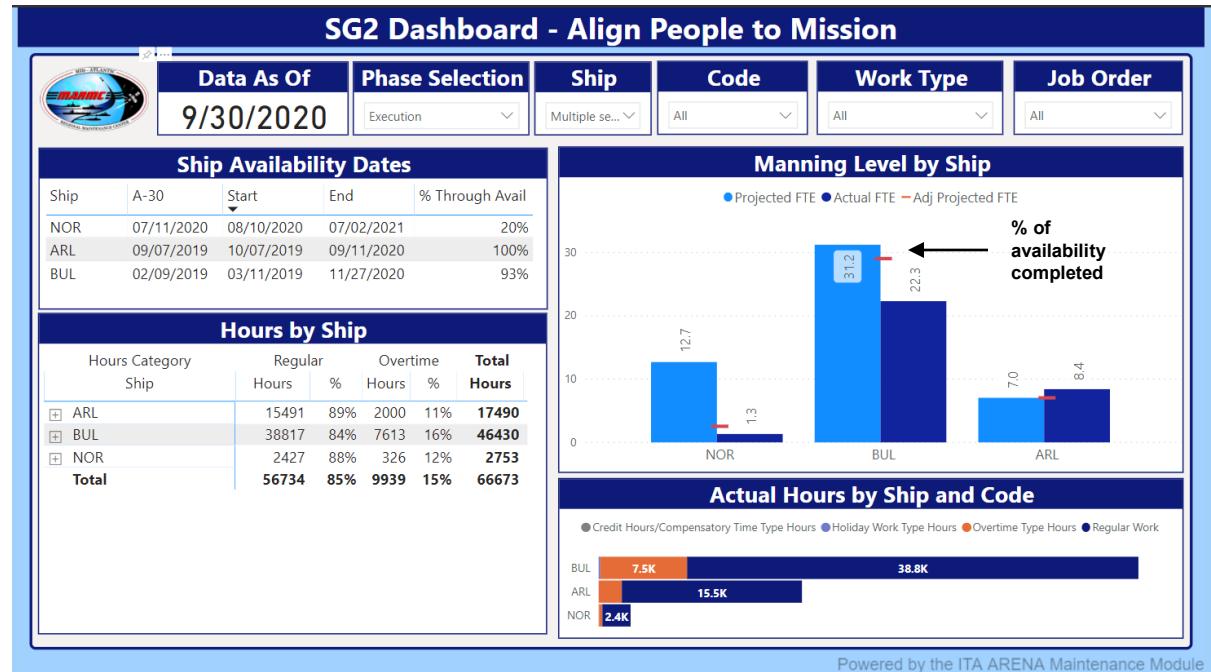 SG2 Dashboard - Align People to Mission
MID - ATLANTIC
MARMC
REGIONAL MAINTENANCE CENTER
Data As Of
9/30/2020
Phase Selection
Execution
Ship
Multiple se...
Code
All
Work Type
All
Job Order
All
Ship Availability Dates
Ship A-30 Start End % Through Avail
NOR 07/11/2020 08/10/2020 07/02/2021 20%
ARL 09/07/2019 10/07/2019 09/11/2020 100%
BUL 02/09/2019 03/11/2019 11/27/2020 93%
Hours by Ship
Hours Category Regular Overtime Total
Ship Hours % Hours % Hours
ARL 15491 89% 2000 11% 17490
BUL 38817 84% 7613 16% 46430
NOR 2427 88% 326 12% 2753
Total 56734 85% 9939 15% 66673
Manning Level by Ship
Projected FTE Actual FTE Adj Projected FTE
% of
availability
completed
30
20
10
0
12.7
1.3
31.2
22.3
7.0
8.4
NOR BUL ARL
Actual Hours by Ship and Code
Credit Hours/Compensatory Time Type Hours Holiday Work Type Hours Overtime Type Hours Regular Work
BUL 7.5K 38.8K
ARL 15.5K
NOR 2.4K
Powered by the ITA ARENA Maintenance Module